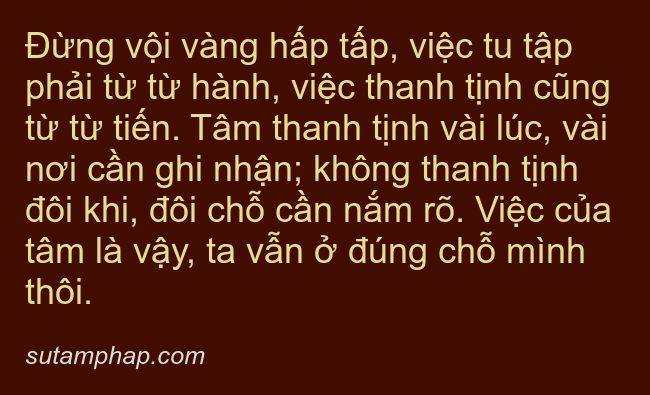 Đừng vội vàng hấp tấp, việc tu tập
phải từ từ hành, việc thanh tịnh cũng
từ từ tiến. Tâm thanh tịnh vài lúc, vài
nơi cần ghi nhận; không thanh tịnh
đôi khi, đôi chỗ cần nắm rõ. Việc của
tâm là vậy, ta vẫn ở đúng chỗ mình
thôi.
sutamphap.com